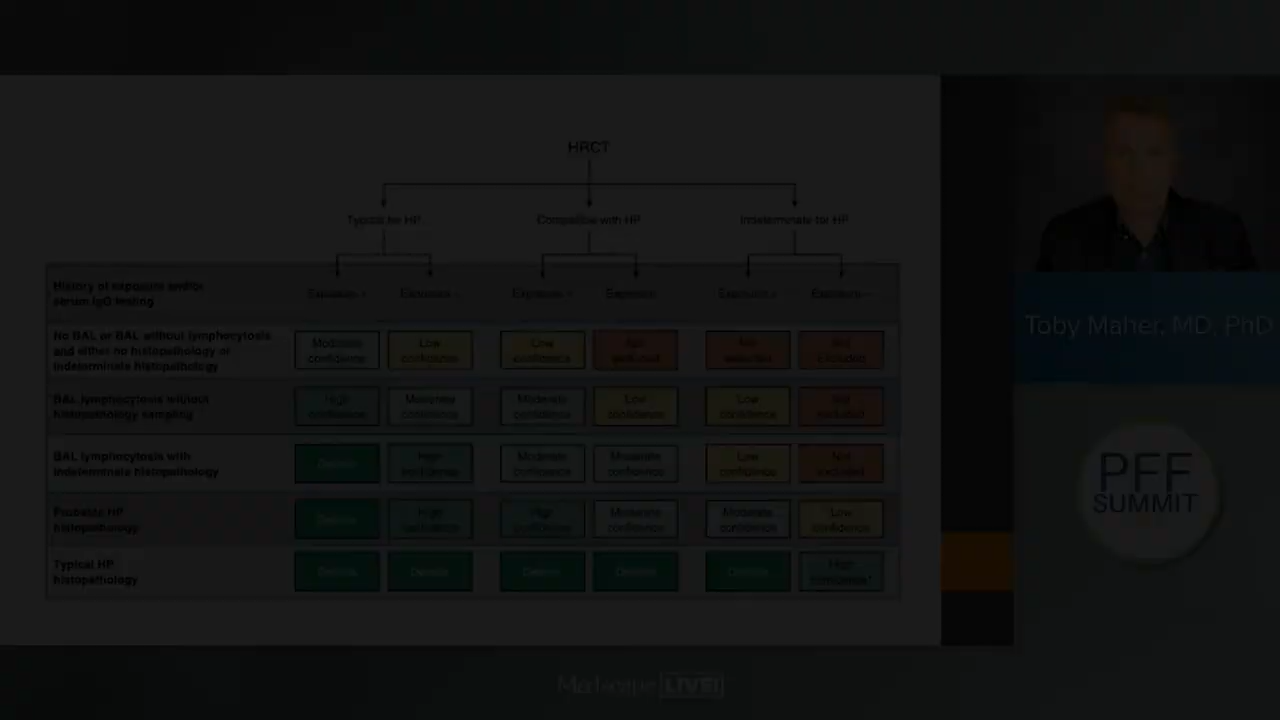 HRCT
Typical for HP
Compatible with HP
Indeterminate for HP
History of exposure and/or
serum IgG testing
Exposure +
Exposure -
Exposure +
Exposure
Exposure +
Exposure -
No BAL or BAL without lymphocytosis
and either no histopathology or
indeterminate histopathology
Moderate
confidence
Low
confidence
Low
confidence
Not
excluded
Not
excluded
Not
Excluded
BAL lymphocytosis without
histopathology sampling
High
confidence
Moderate
confidence
Moderate
confidence
Low
confidence
Low
confidence
Not
excluded
BAL lymphocytosis with
indeterminate histopathology
Definite
High
confidence
Moderate
confidence
Moderate
confidence
Low
confidence
Not
excluded
Probable HP
histopathology
Definite
High
confidence
High
confidence
Moderate
confidence
Moderate
confidence
Low
confidence
Typical HP
histopathology
Definite
Definite
Definite
Definite
Definite
High
confidence*
Toby Maher, MD, PhD
PFF
SUMMIT
Medscape LIVE!